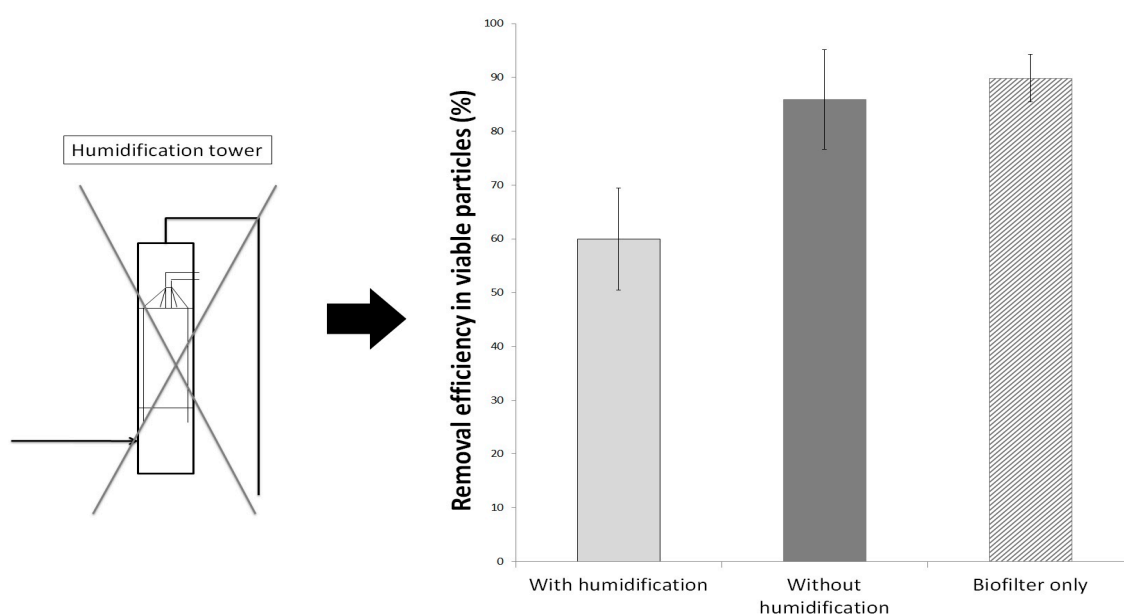 Humidification tower
Removal efficiency in viable particles (%)
100
90
80
70
60
50
40
30
20
10
0
With humidification
Without
humidification
Biofilter only